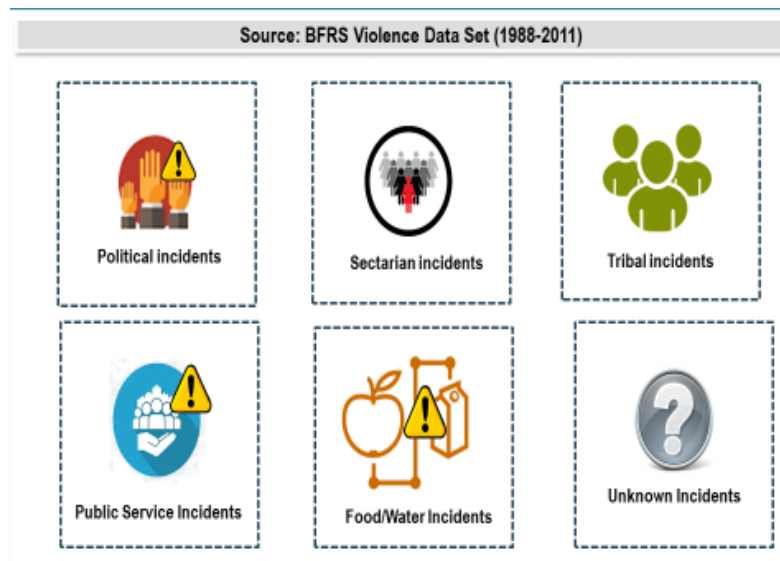 Source: BFRS Violence Data Set (1988-2011)
Political incidents
Sectarian incidents
Tribal incidents
Public Service Incidents
Food/Water Incidents
Unknown Incidents